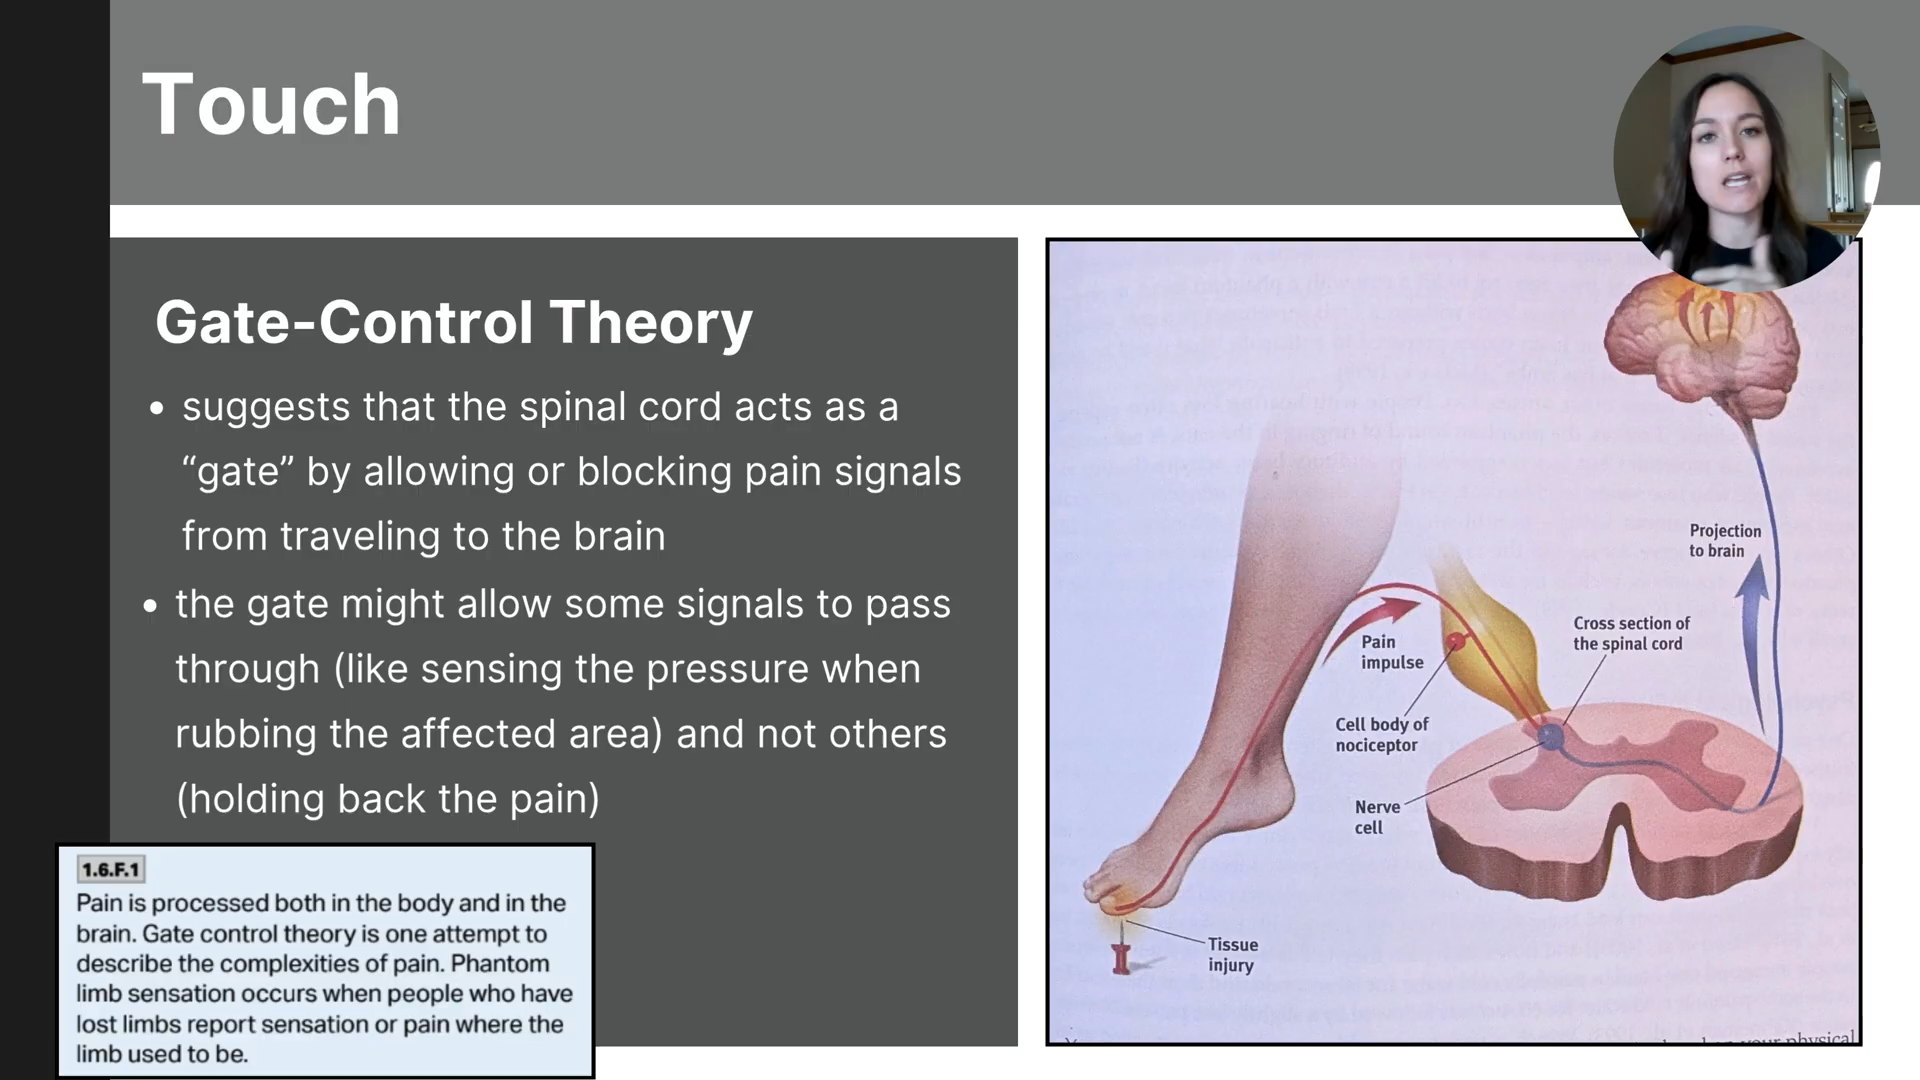 Touch
Gate-Control Theory
• suggests that the spinal cord acts as a
“gate” by allowing or blocking pain signals
from traveling to the brain
• the gate might allow some signals to pass
through (like sensing the pressure when
rubbing the affected area) and not others
(holding back the pain)
1.6.F.1
Pain is processed both in the body and in the
brain. Gate control theory is one attempt to
describe the complexities of pain. Phantom
limb sensation occurs when people who have
lost limbs report sensation or pain where the
limb used to be.
Projection
to brain
Cross section of
the spinal cord
Pain
impulse
Cell body of
nociceptor
Nerve
cell
Tissue
injury
your physical